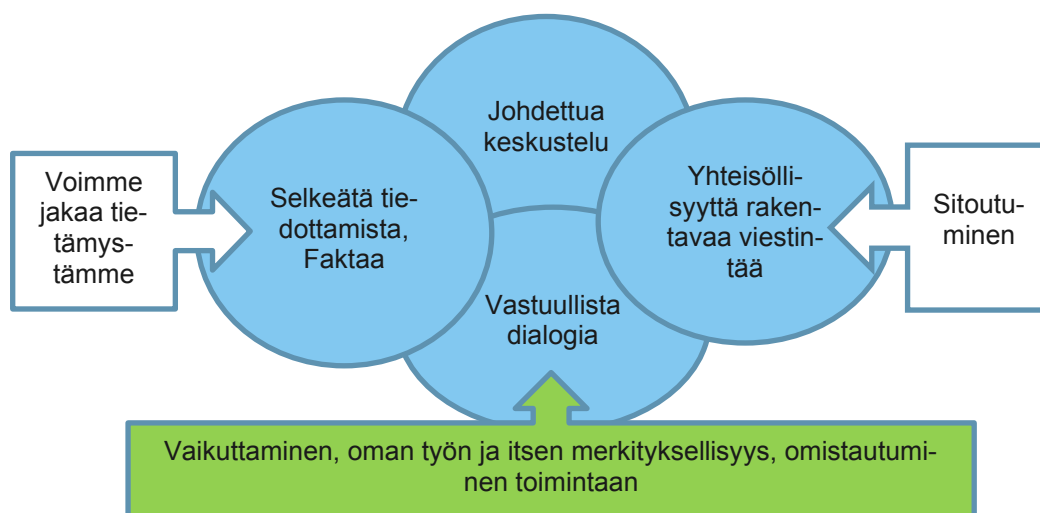 Johdettua
keskustelu
Voimme
jakaa tie-
tämys-
tämme
Selkeätä tie-
dottamista,
Faktaa
Yhteisölli-
syyttä raken-
tavaa viestin-
tää
Sitoutu-
minen
Vastuullista
dialogia
Vaikuttaminen, oman työn ja itsen merkityksellisyys, omistautumi-
nen toimintaan